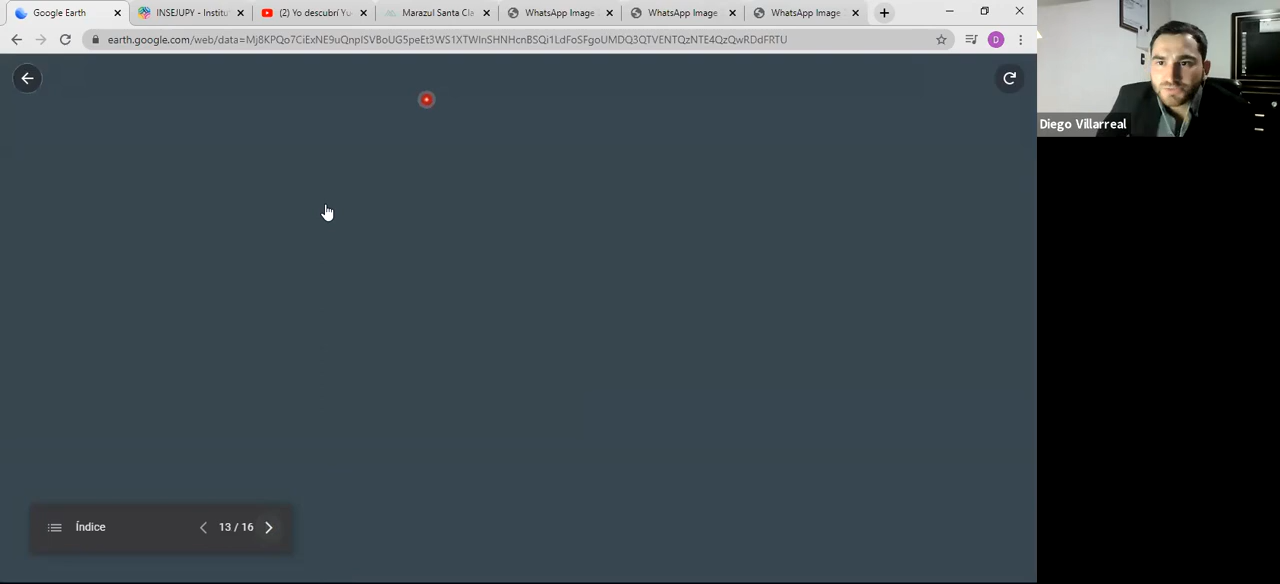 Google Earth
INSEJUPY - Institu
(2) Yo descubrí Yu
Marazul Santa Cla
WhatsApp Image
WhatsApp Image
WhatsApp Image
earth.google.com/web/data=Mj8KPQo7CiExNE9uQnpISVBoUG5peEt3WS1XTWlnSHNHcnBSQi1LdFoSFgoUMDQ3QTVENTQzNTE4QzQwRDdFRTU
D
Diego Villarreal
Índice
13 / 16